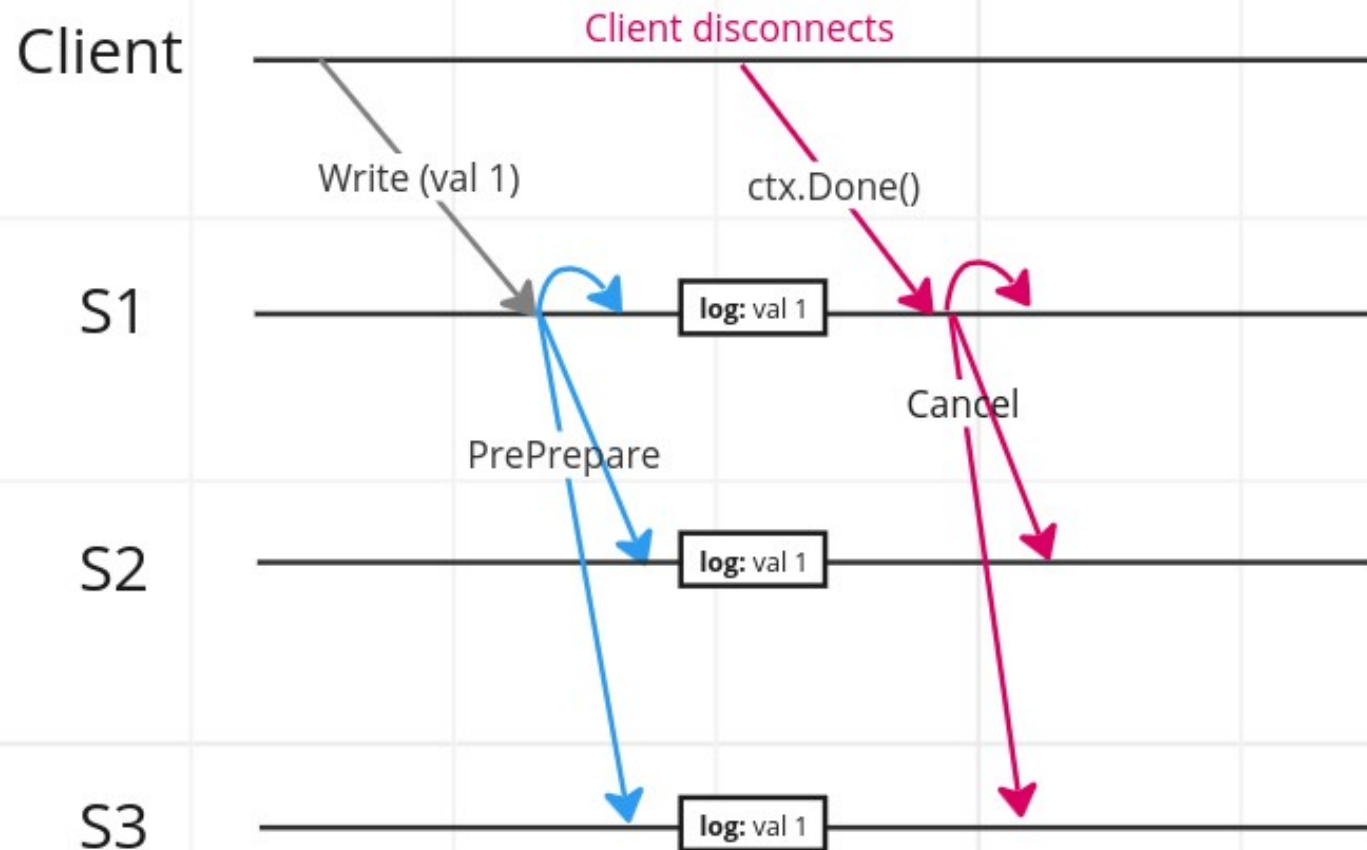 Client disconnects
Client
Write (val 1)
ctx.Done()
S1
log: val 1
Cancel
PrePrepare
S2
log: val 1
S3
log: val 1